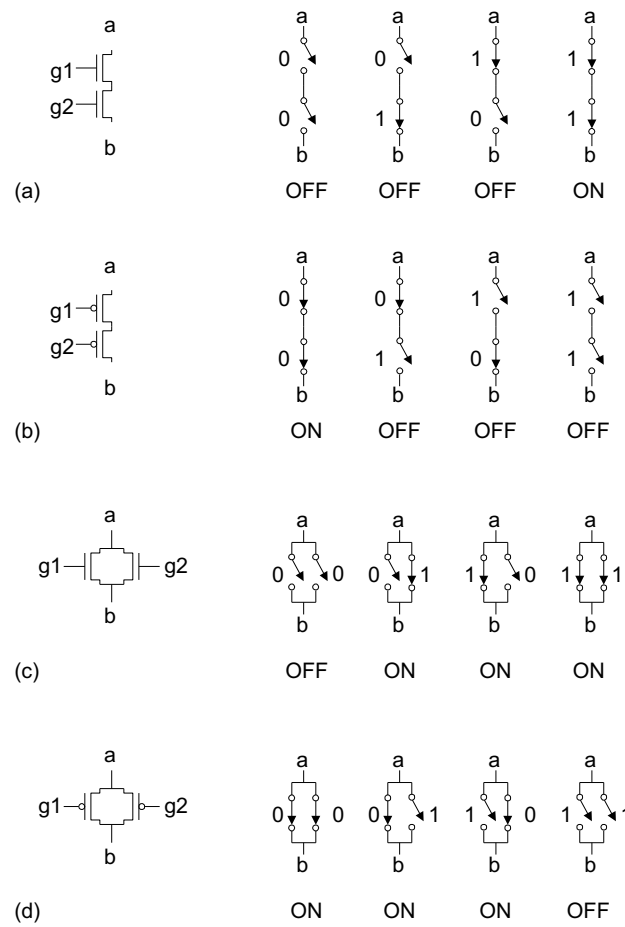 a a a a a
g1 0 0 1 1
g2 0 1 0 1
b b b b b
(a) OFF OFF OFF ON
a a a a a
g1 0 0 1 1
g2 0 1 0 1
b b b b b
(b) ON OFF OFF OFF
a a a a a
g1 g2 0 0 0 1 1 0 1 1
b b b b b
(c) OFF ON ON ON
a a a a a
g1 g2 0 0 0 1 1 0 1 1
b b b b b
(d) ON ON ON OFF